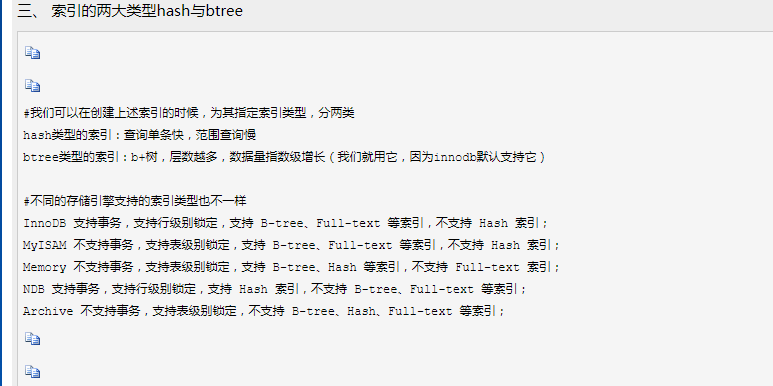 三、 索引的两大类型hash与btree
#我们可以在创建上述索引的时候，为其指定索引类型，分两类
hash类型的索引：查询单条快，范围查询慢
btree类型的索引：b+树，层数越多，数据量指数级增长（我们就用它，因为innodb默认支持它）
#不同的存储引擎支持的索引类型也不一样
InnoDB 支持事务，支持行级别锁定，支持 B-tree、Full-text 等索引，不支持 Hash 索引；
MyISAM 不支持事务，支持表级别锁定，支持 B-tree、Full-text 等索引，不支持 Hash 索引；
Memory 不支持事务，支持表级别锁定，支持 B-tree、Hash 等索引，不支持 Full-text 索引；
NDB 支持事务，支持行级别锁定，支持 Hash 索引，不支持 B-tree、Full-text 等索引；
Archive 不支持事务，支持表级别锁定，不支持 B-tree、Hash、Full-text 等索引；